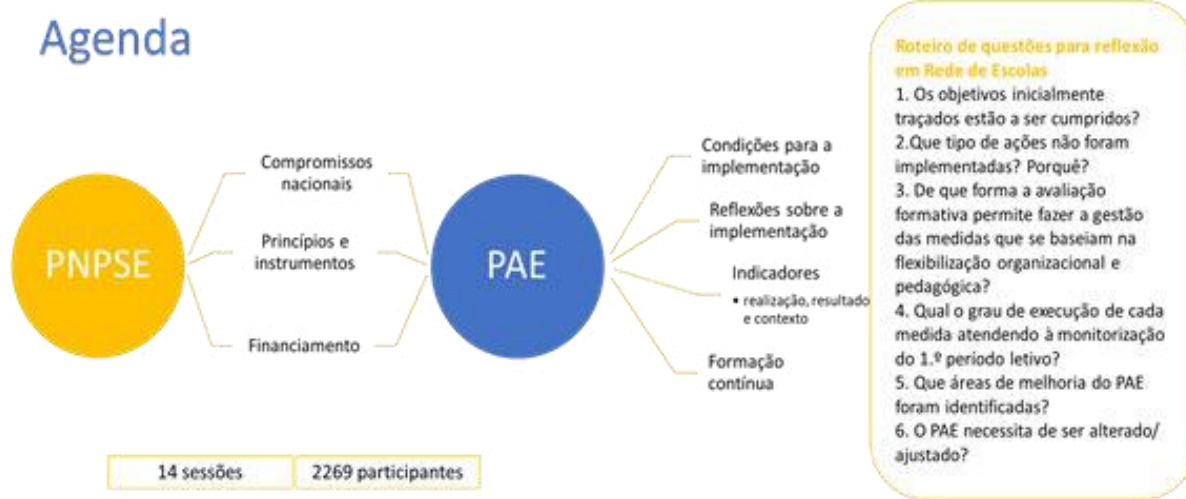 Agenda
PNPSE
Compromissos
nacionais
Princípios e
instrumentos
Financiamento
PAE
Condições para a
implementação
Reflexões sobre a
implementação
Indicadores
• realização, resultado
e contexto
Formação
contínua
14 sessões
2269 participantes
Roteiro de questões para reflexão
em Rede de Escolas
1. Os objetivos inicialmente
traçados estão a ser cumpridos?
2.Que tipo de ações não foram
implementadas? Porquê?
3. De que forma a avaliação
formativa permite fazer a gestão
das medidas que se baseiam na
flexibilização organizacional e
pedagógica?
4. Qual o grau de execução de cada
medida atendendo à monitorização
do 1.º período letivo?
5. Que áreas de melhoria do PAE
foram identificadas?
6. O PAE necessita de ser alterado/
ajustado?